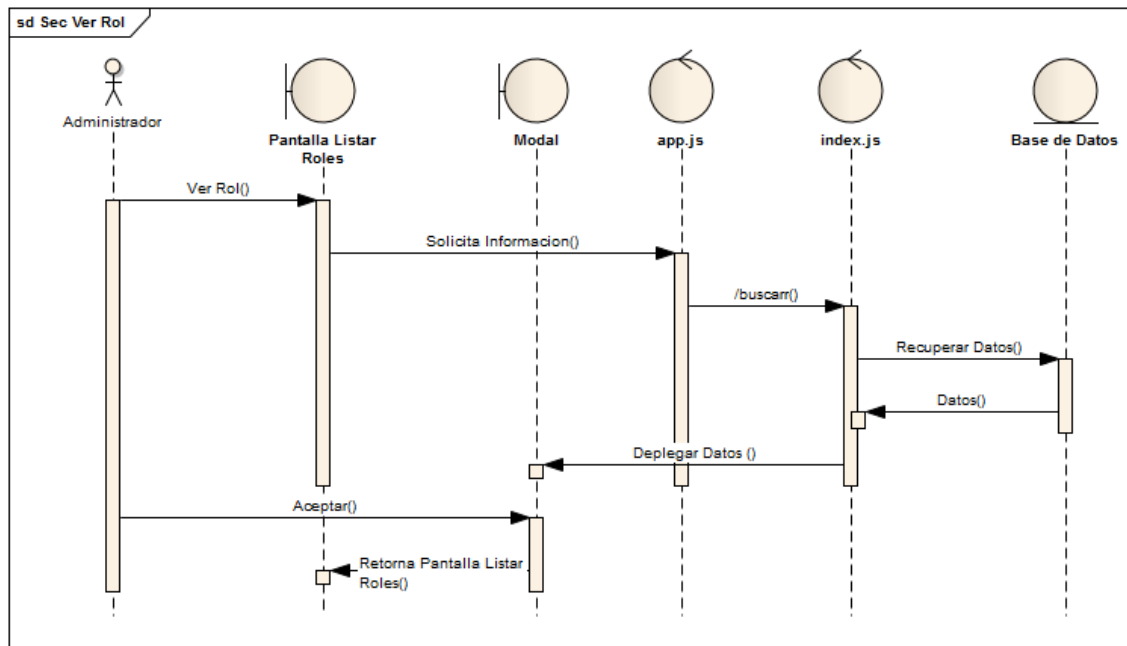 sd Sec Ver Rol
Administrador
Pantalla Listar
Roles
Modal
app.js
index.js
Base de Datos
Ver Rol()
Solicita Informacion()
/buscarr()
Recuperar Datos()
Datos()
Deplegar Datos ()
Aceptar()
Retorna Pantalla Listar
Roles()